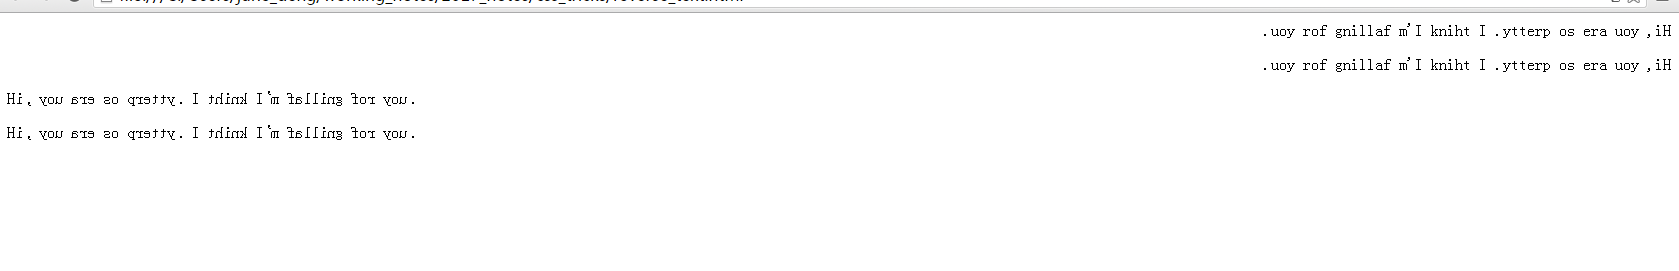 .uoy rof gnillaf m'I kniht I .ytterp os era uoy ,iH
.uoy rof gnillaf m'I kniht I .ytterp os era uoy ,iH
Hi, you are so pretty. I think I'm falling for you.
Hi, you are so pretty. I think I'm falling for you.